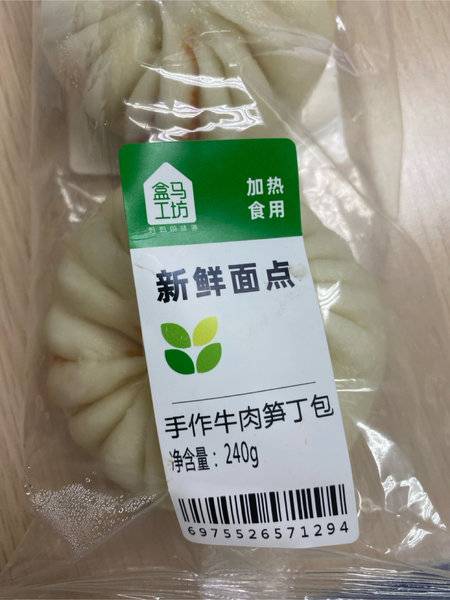 盒马
工坊
加热
食用
新鲜面点
手作牛肉笋丁包
净含量：240g
6975526571294